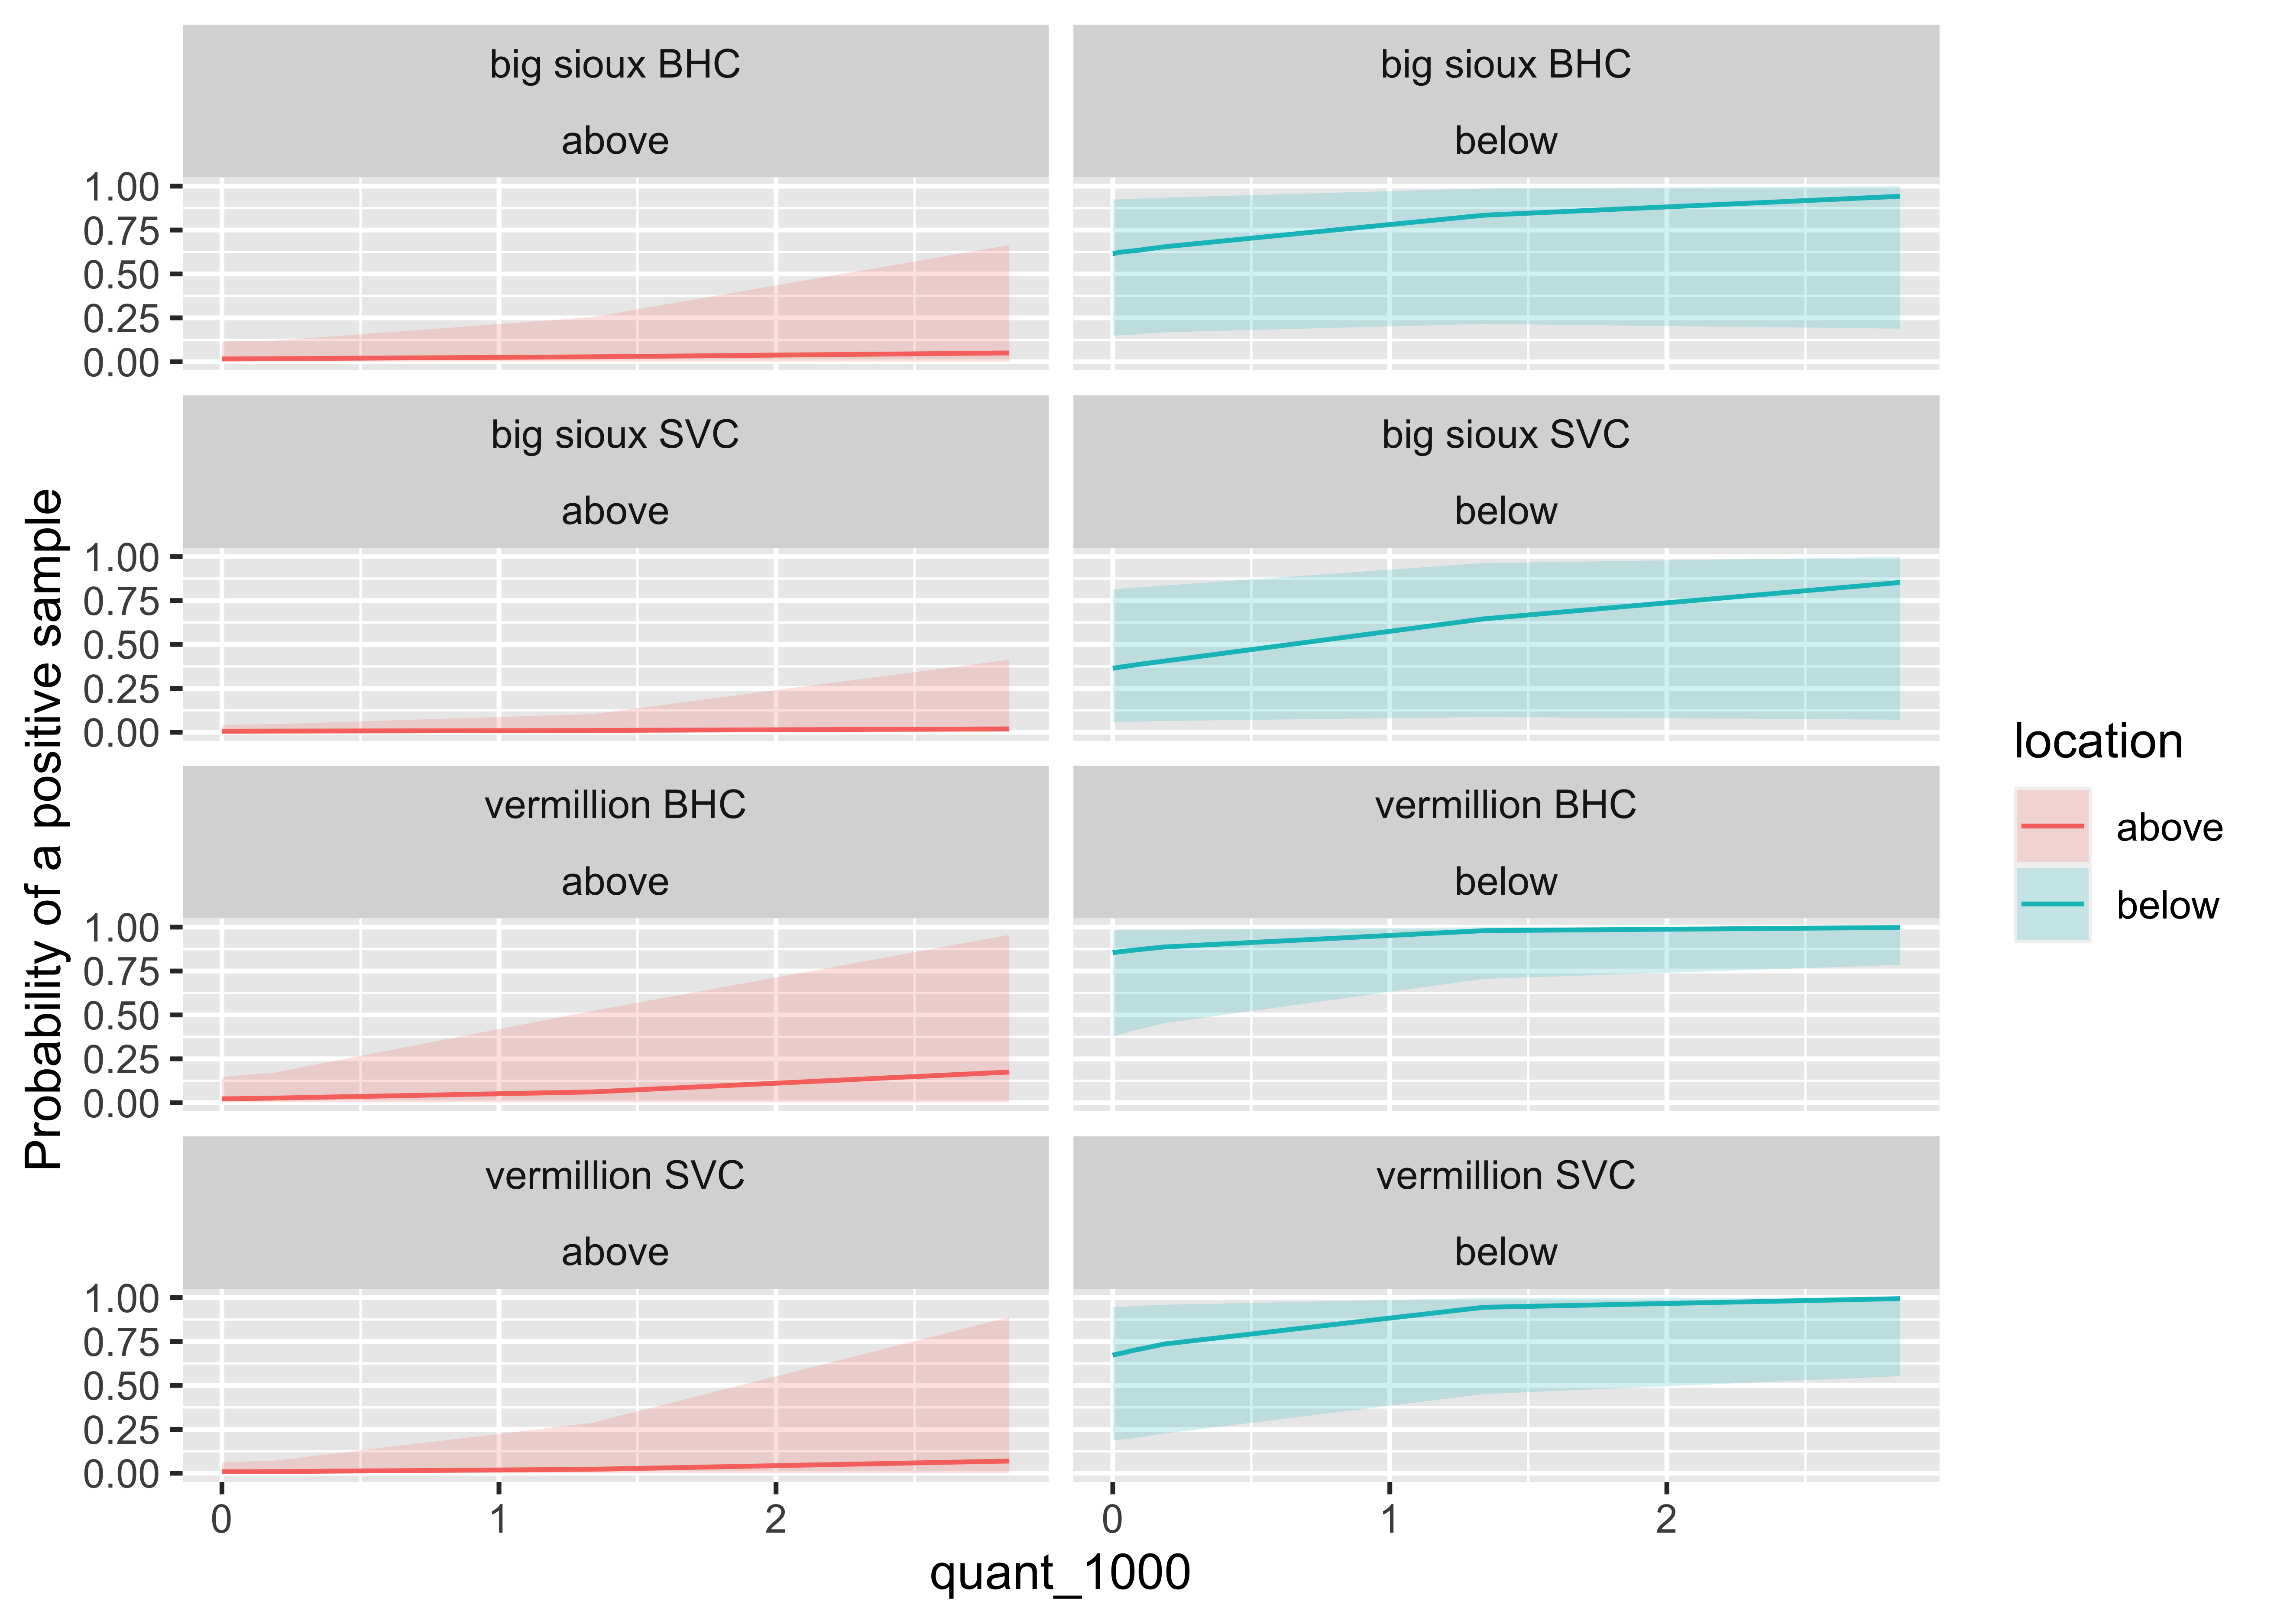 big sioux BHC
above
big sioux BHC
below
1.00
0.75
0.50
0.25
0.00
big sioux SVC
above
big sioux SVC
below
1.00
0.75
0.50
0.25
0.00
vermillion BHC
above
vermillion BHC
below
1.00
0.75
0.50
0.25
0.00
vermillion SVC
above
vermillion SVC
below
1.00
0.75
0.50
0.25
0.00
0 1 2
0 1 2
quant_1000
Probability of a positive sample
location
above
below